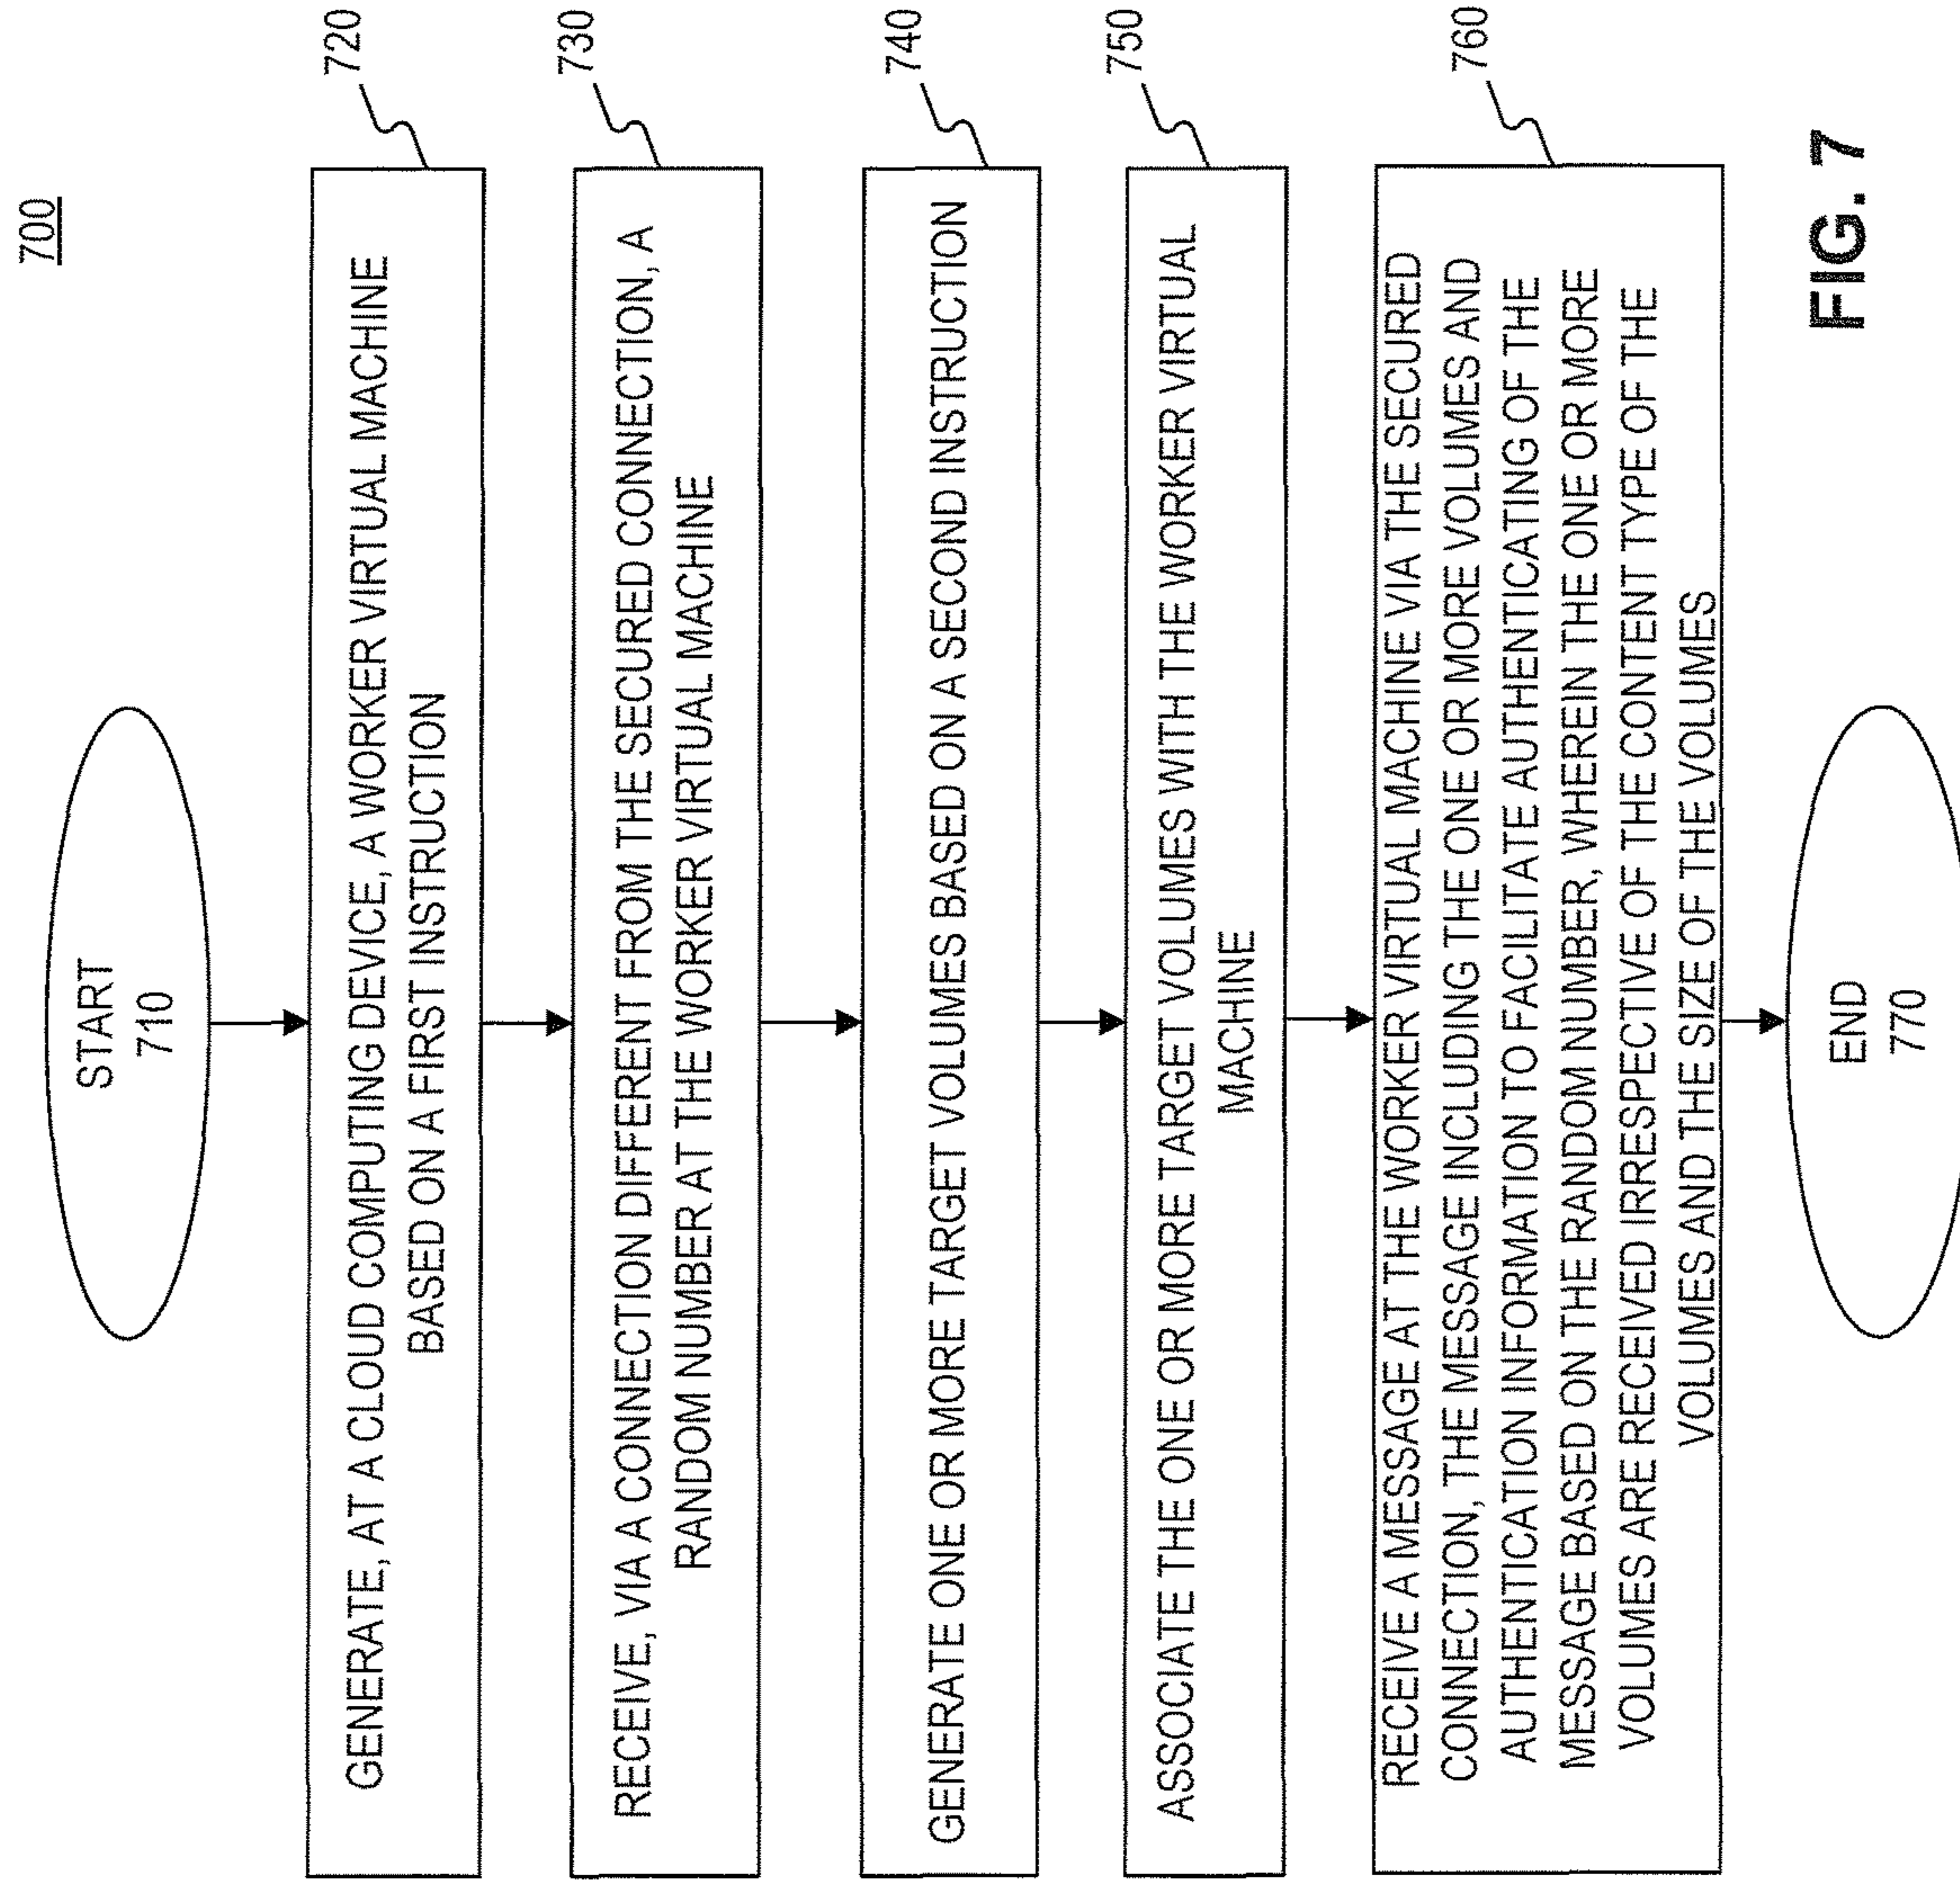 700
START
710
GENERATE, AT A CLOUD COMPUTING DEVICE, A WORKER VIRTUAL MACHINE
BASED ON A FIRST INSTRUCTION
720
RECEIVE, VIA A CONNECTION DIFFERENT FROM THE SECURED CONNECTION, A
RANDOM NUMBER AT THE WORKER VIRTUAL MACHINE
730
GENERATE ONE OR MORE TARGET VOLUMES BASED ON A SECOND INSTRUCTION
740
ASSOCIATE THE ONE OR MORE TARGET VOLUMES WITH THE WORKER VIRTUAL
MACHINE
750
RECEIVE A MESSAGE AT THE WORKER VIRTUAL MACHINE VIA THE SECURED
CONNECTION, THE MESSAGE INCLUDING THE ONE OR MORE VOLUMES AND
AUTHENTICATION INFORMATION TO FACILITATE AUTHENTICATING OF THE
MESSAGE BASED ON THE RANDOM NUMBER, WHEREIN THE ONE OR MORE
VOLUMES ARE RECEIVED IRRESPECTIVE OF THE CONTENT TYPE OF THE
VOLUMES AND THE SIZE OF THE VOLUMES
760
END
770
FIG. 7